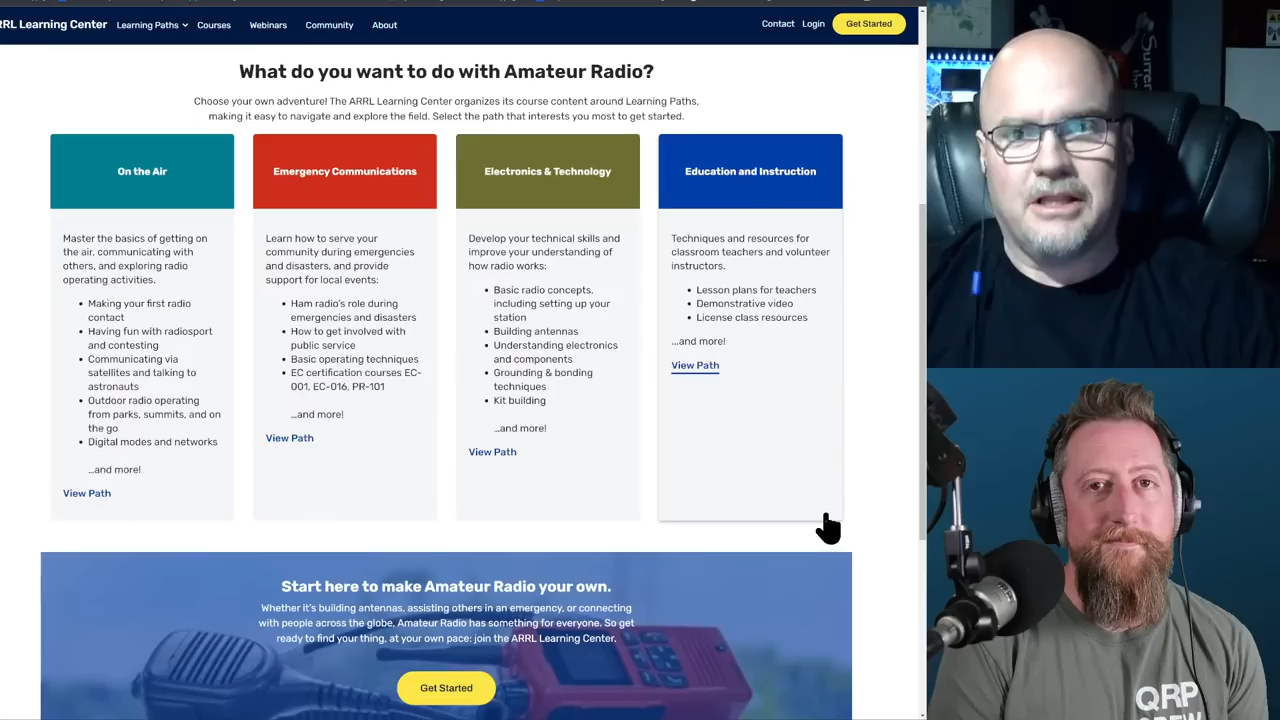 RRL Learning Center
Learning Paths
Courses
Webinars
Community
About
Contact
Login
Get Started
What do you want to do with Amateur Radio?
Choose your own adventure! The ARRL Learning Center organizes its course content around Learning Paths,
making it easy to navigate and explore the field. Select the path that interests you most to get started.
On the Air
Master the basics of getting on
the air, communicating with
others, and exploring radio
operating activities.
• Making your first radio
contact
• Having fun with radiosport
and contesting
• Communicating via
satellites and talking to
astronauts
• Outdoor radio operating
from parks, summits, and on
the go
• Digital modes and networks
...and more!
View Path
Emergency Communications
Learn how to serve your
community during emergencies
and disasters, and provide
support for local events:
• Ham radio's role during
emergencies and disasters
• How to get involved with
public service
• Basic operating techniques
• EC certification courses EC-
001, EC-016, PR-101
...and more!
View Path
Electronics & Technology
Develop your technical skills and
improve your understanding of
how radio works:
• Basic radio concepts,
including setting up your
station
• Building antennas
• Understanding electronics
and components
• Grounding & bonding
techniques
• Kit building
...and more!
View Path
Education and Instruction
Techniques and resources for
classroom teachers and volunteer
instructors.
• Lesson plans for teachers
• Demonstrative video
• License class resources
...and more!
View Path
Start here to make Amateur Radio your own.
Whether it's building antennas, assisting others in an emergency, or connecting
with people across the globe, Amateur Radio has something for everyone. So get
ready to find your thing, at your own pace: join the ARRL Learning Center.
Get Started
QRP
CREW